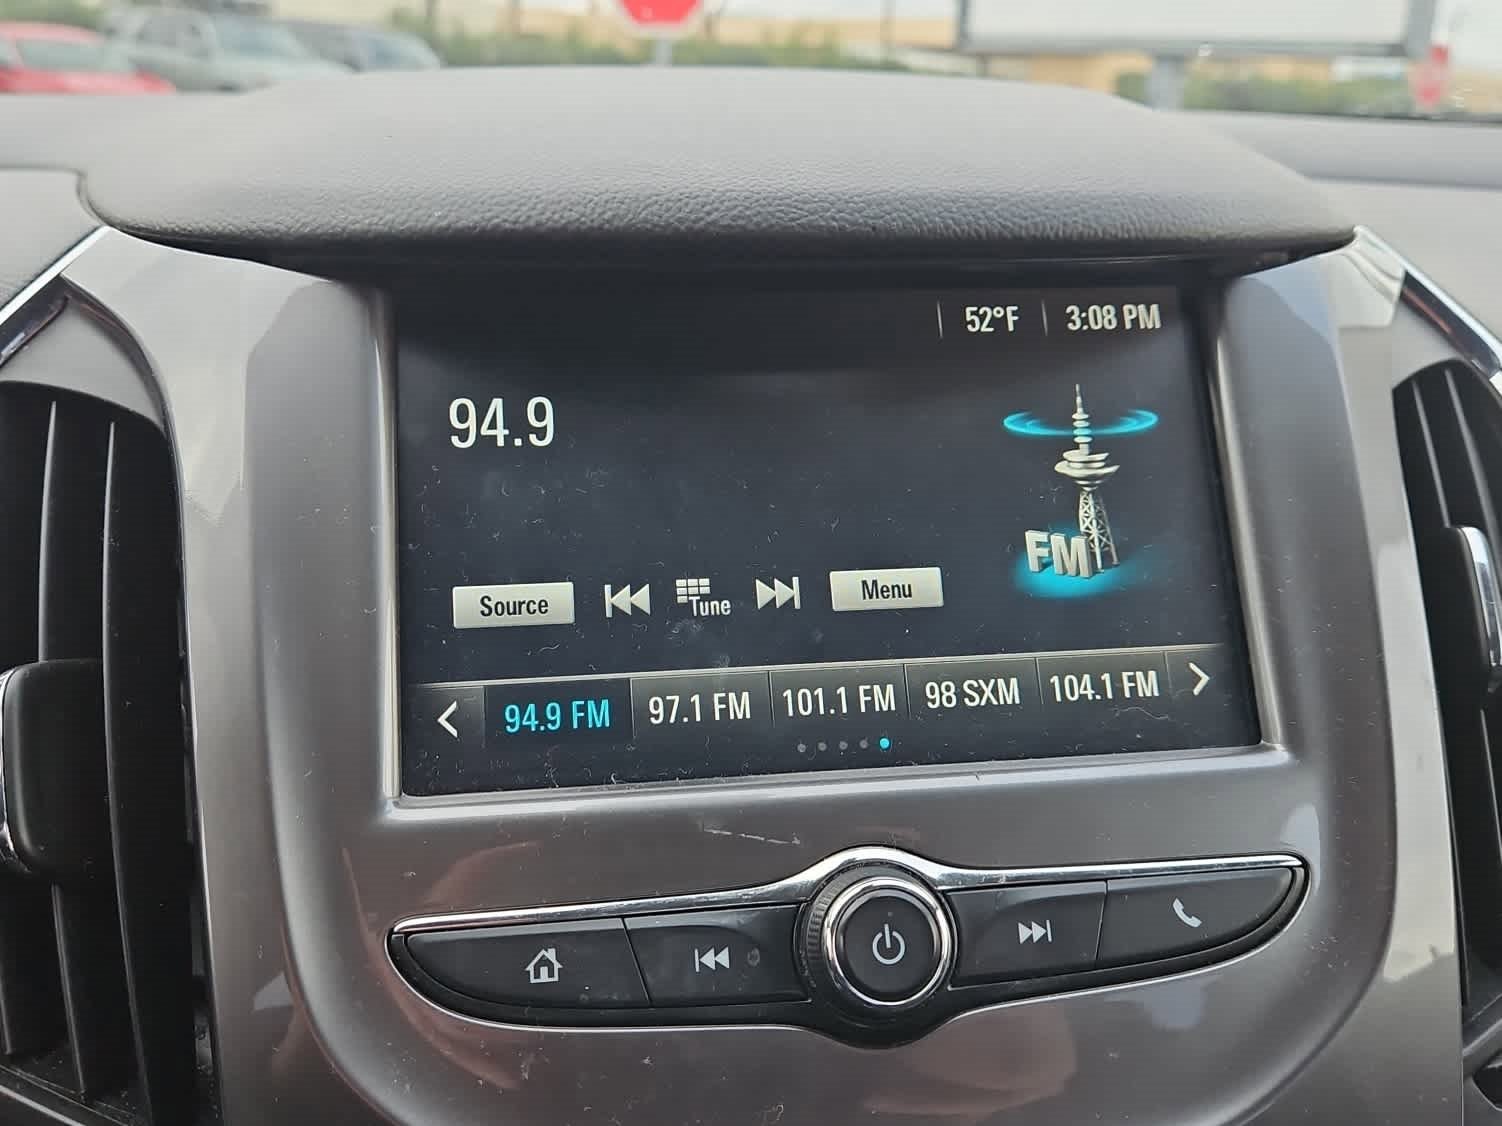 52°F 3:08 PM
94.9
FM
Source Tune Menu
94.9 FM 97.1 FM 101.1 FM 98 SXM 104.1 FM